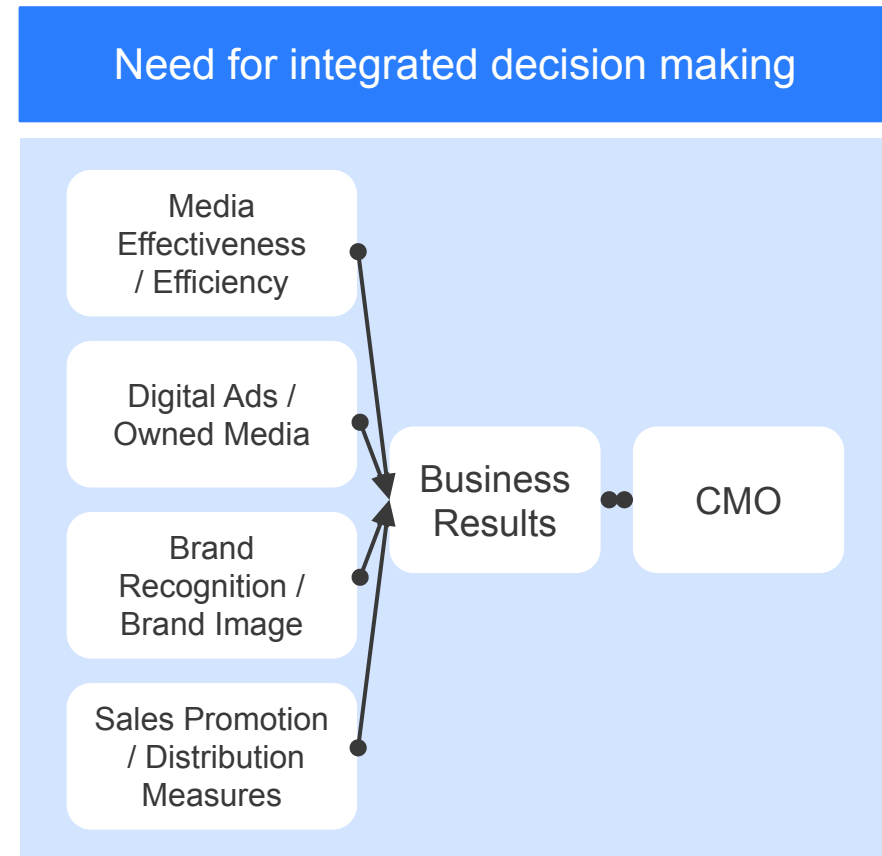 Need for integrated decision making
Media
Effectiveness
/ Efficiency
Digital Ads /
Owned Media
Brand
Recognition /
Brand Image
Sales Promotion
/ Distribution
Measures
Business
Results
CMO